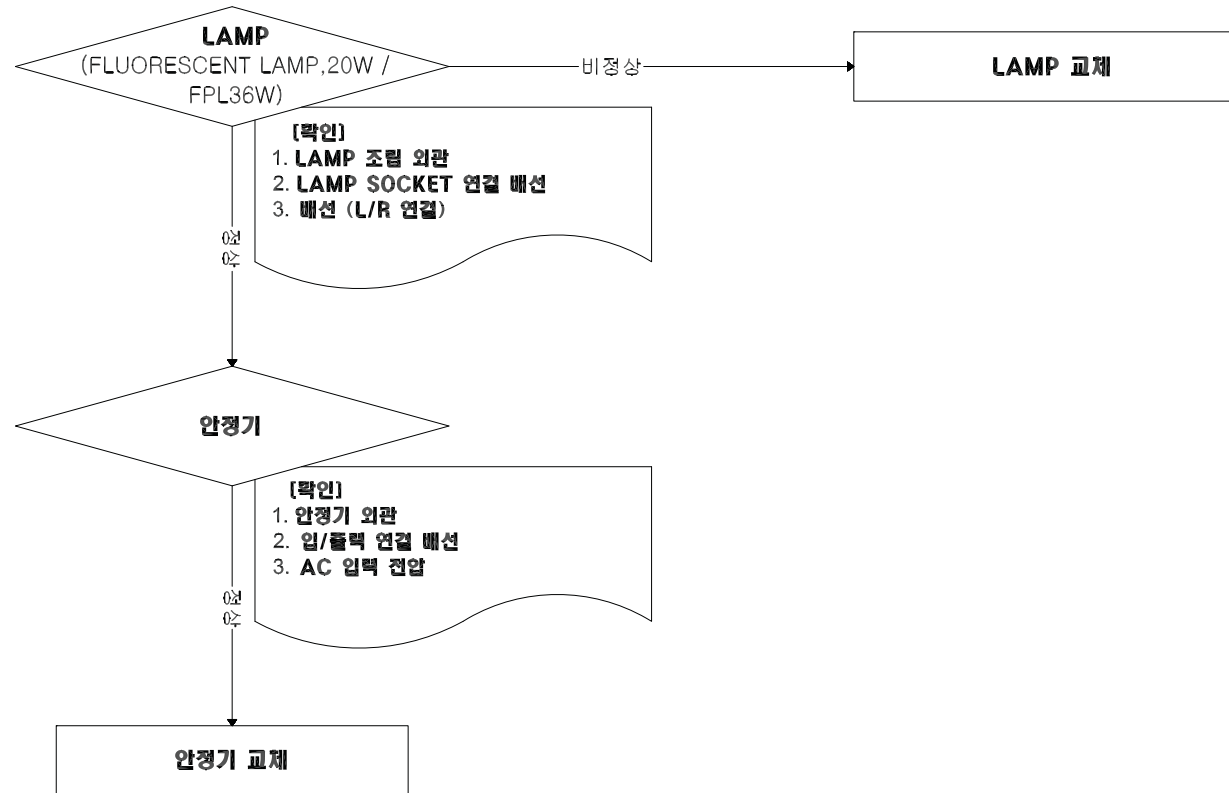 LAMP
(FLUORESCENT LAMP,20W /
FPL36W)
비정상
LAMP 교체
[확인]
1. LAMP 조립 외관
2. LAMP SOCKET 연결 배선
3. 배선 (L/R 연결)
정상
안정기
[확인]
1. 안정기 외관
2. 입/출력 연결 배선
3. AC 입력 전압
정상
안정기 교체